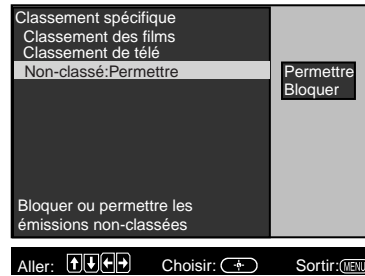 Classement spécifique
Classement des films
Classement de télé
Non-classé:Permettre
Permettre
Bloquer
Bloquer ou permettre les
émissions non-classées
Aller: Choisir: Sortir: MENU